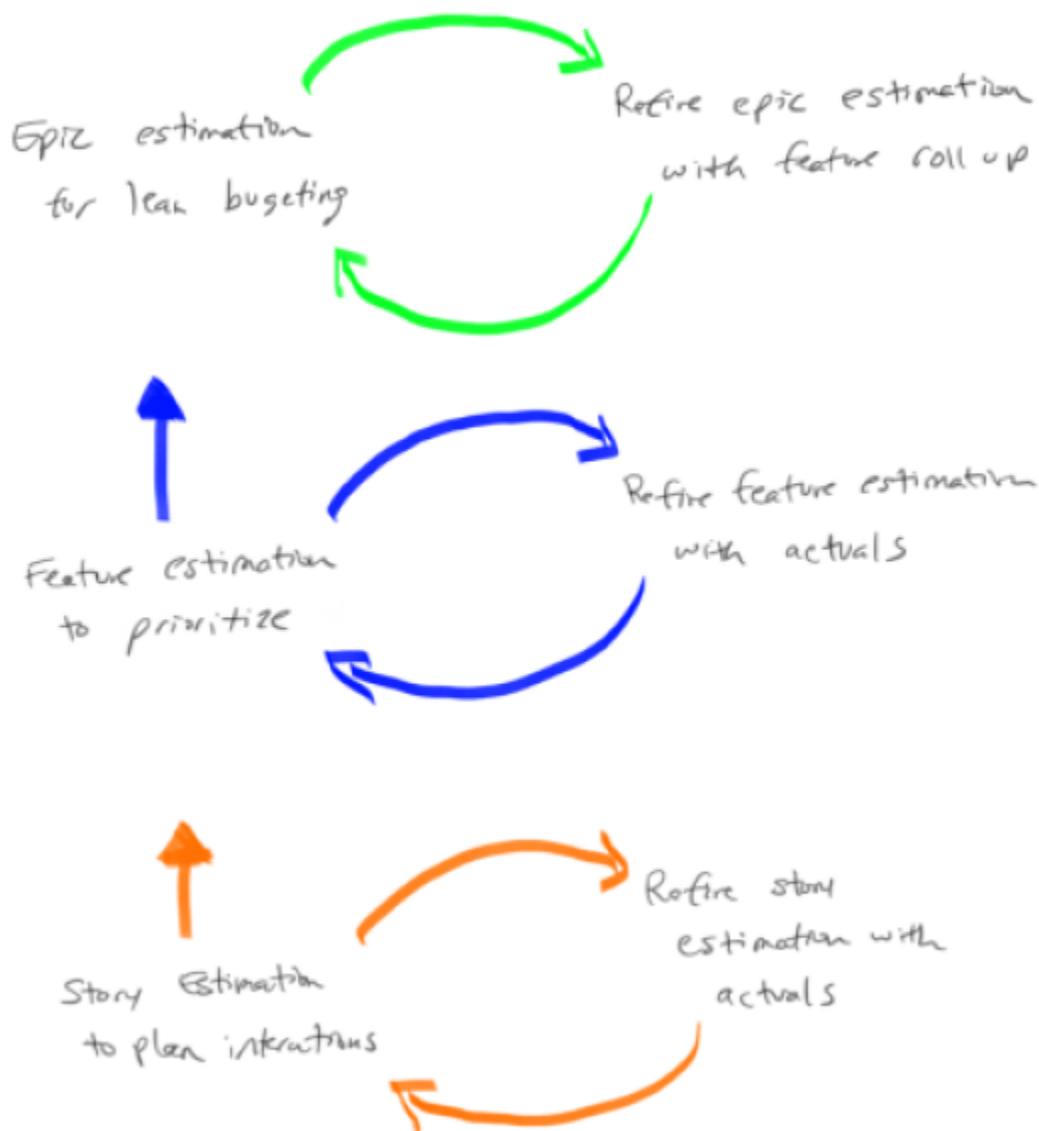 Epic estimation
for lean bugeting
Refine epic estimation
with feature roll up
Feature estimation
to prioritize
Refine feature estimation
with actuals
Story Estimation
to plan interations
Refine story
estimation with
actuals